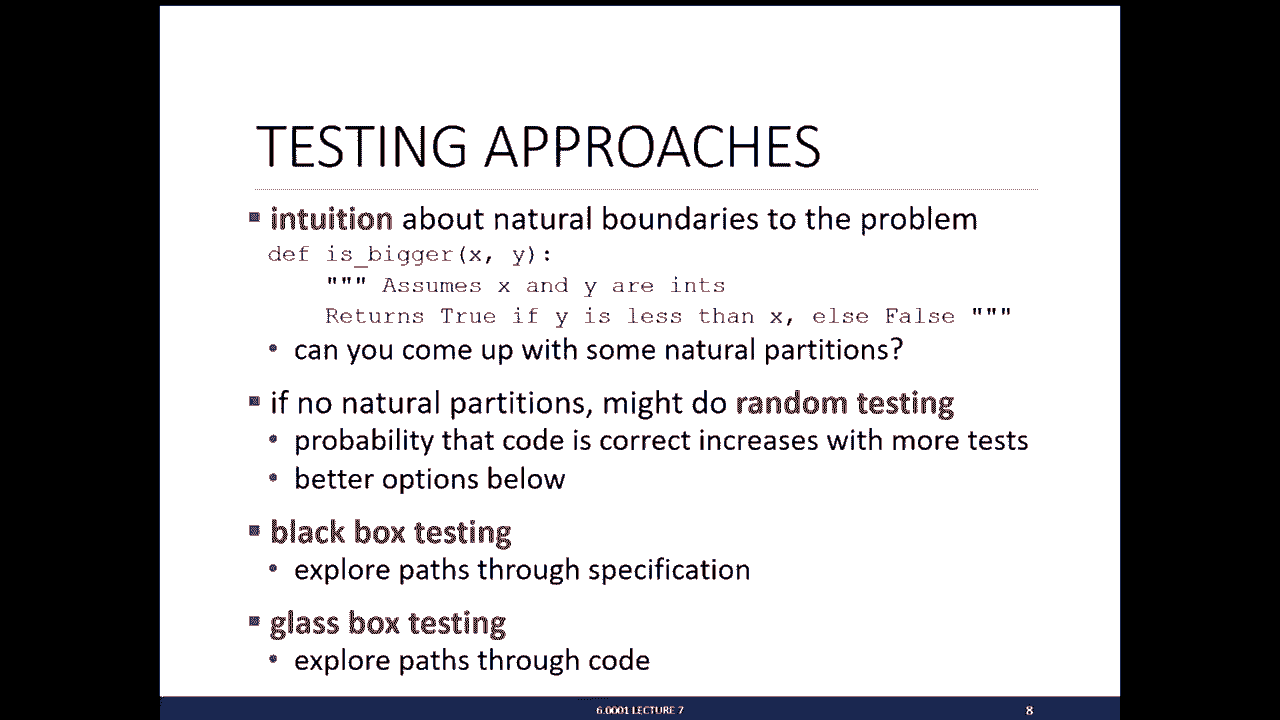 TESTING APPROACHES
▪ intuition about natural boundaries to the problem
def is_bigger(x, y):
    """ Assumes x and y are ints
    Returns True if y is less than x, else False """
• can you come up with some natural partitions?
▪ if no natural partitions, might do random testing
• probability that code is correct increases with more tests
• better options below
▪ black box testing
• explore paths through specification
▪ glass box testing
• explore paths through code
6.0001 LECTURE 7
8